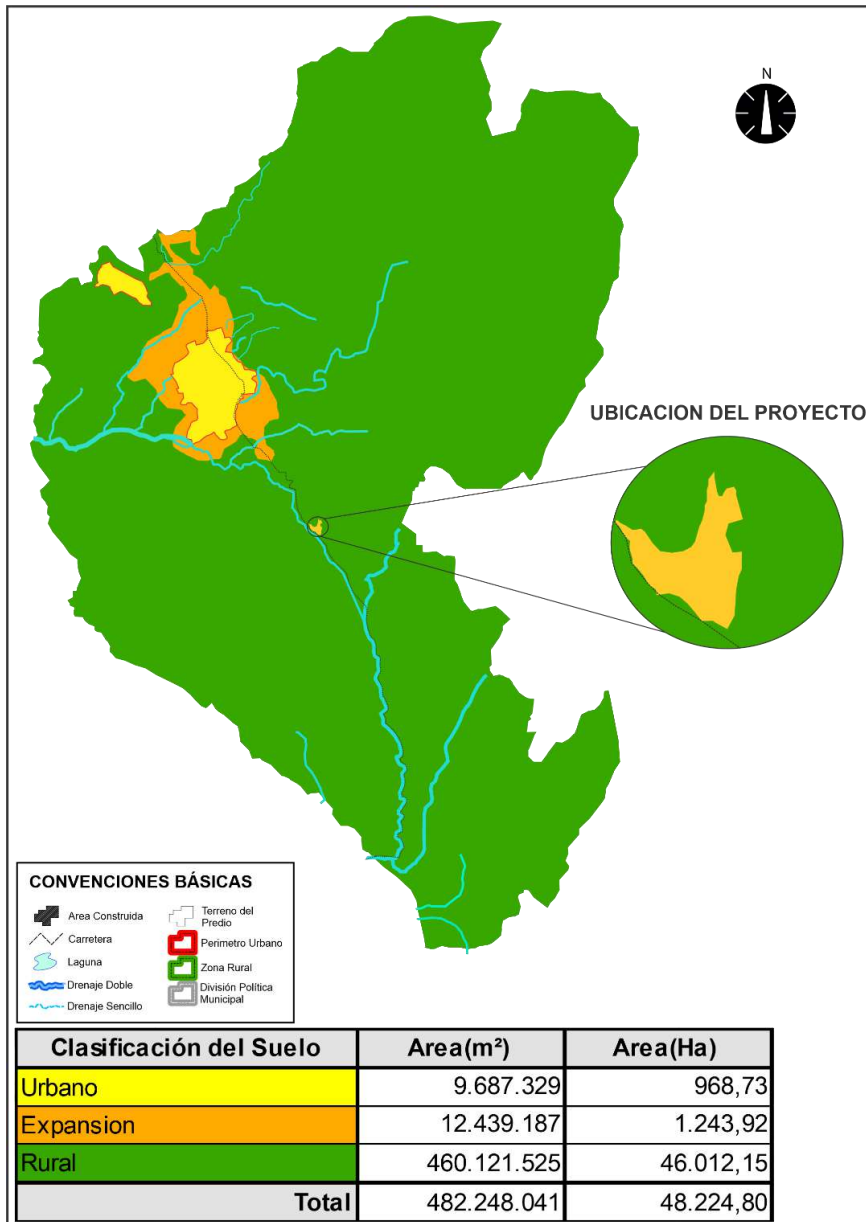 N
UBICACION DEL PROYECTO
CONVENCIONES BÁSICAS
Area Construida
Carretera
Laguna
Drenaje Doble
Drenaje Sencillo
Terreno del
Predio
Perimetro Urbano
Zona Rural
División Política
Municipal
Clasificación del Suelo Area(m²) Area(Ha)
Urbano 9.687.329 968,73
Expansion 12.439.187 1.243,92
Rural 460.121.525 46.012,15
Total 482.248.041 48.224,80